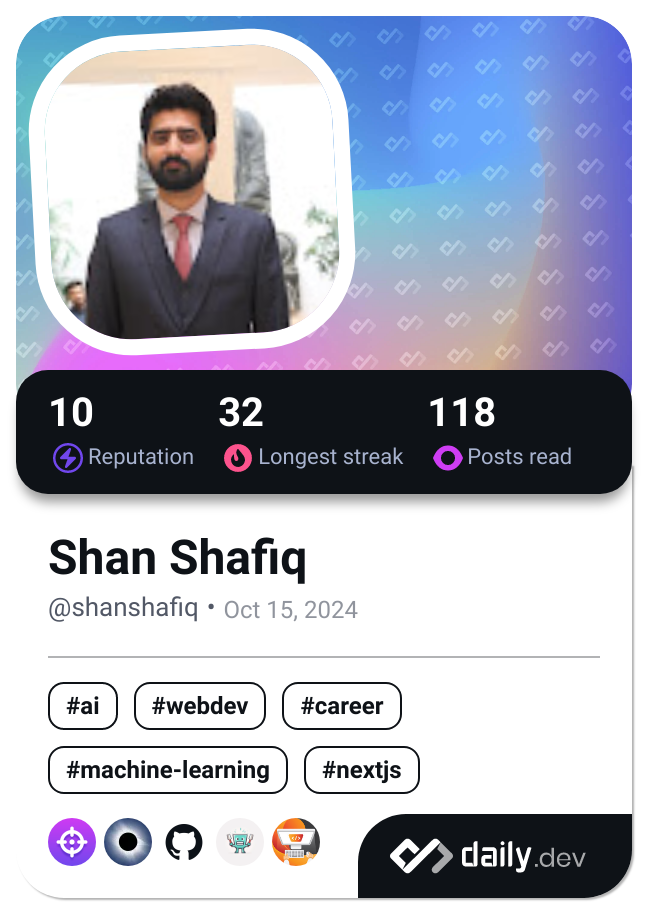 10 32 118
Reputation Longest streak Posts read
Shan Shafiq
@shanshafiq • Oct 15, 2024
#ai #webdev #career
#machine-learning #nextjs
daily.dev